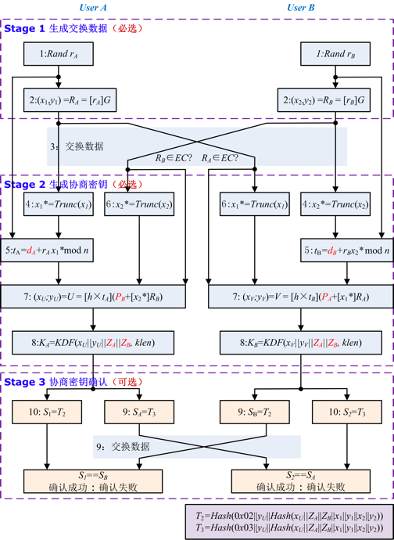 User A
User B
Stage 1 生成交换数据(必选)
1:Rand rA
1:Rand rB
2:(x1,y1) =RA = [rA]G
2:(x2,y2) =RB = [rB]G
3：交换数据
RB∈EC? RA∈EC?
Stage 2 生成协商密钥(必选)
4:x1*=Trunc(x1)
6:x2*=Trunc(x2)
6:x1*=Trunc(x1)
4:x2*=Trunc(x2)
5:tA=dA+rA x1*mod n
5:tB=dB+rBx2*mod n
7: (xU,yU)=U = [h×tA](PB+[x2*]RB)
7: (xV,yV)=V = [h×tB](PA+[x1*]RA)
8:KA=KDF(xU||yU||ZA||ZB, klen)
8:KB=KDF(xV||yV||ZA||ZB, klen)
Stage 3 协商密钥确认(可选)
10: S1=T2
9: SA=T3
9: SB=T2
10: S2=T3
9：交换数据
S1==SB
确认成功：确认失败
S2==SA
确认成功：确认失败
T2=Hash(0x02||yU||Hash(xU||ZA||ZB||x1||y1||x2||y2))
T3=Hash(0x03||yU||Hash(xU||ZA||ZB||x1||y1||x2||y2))